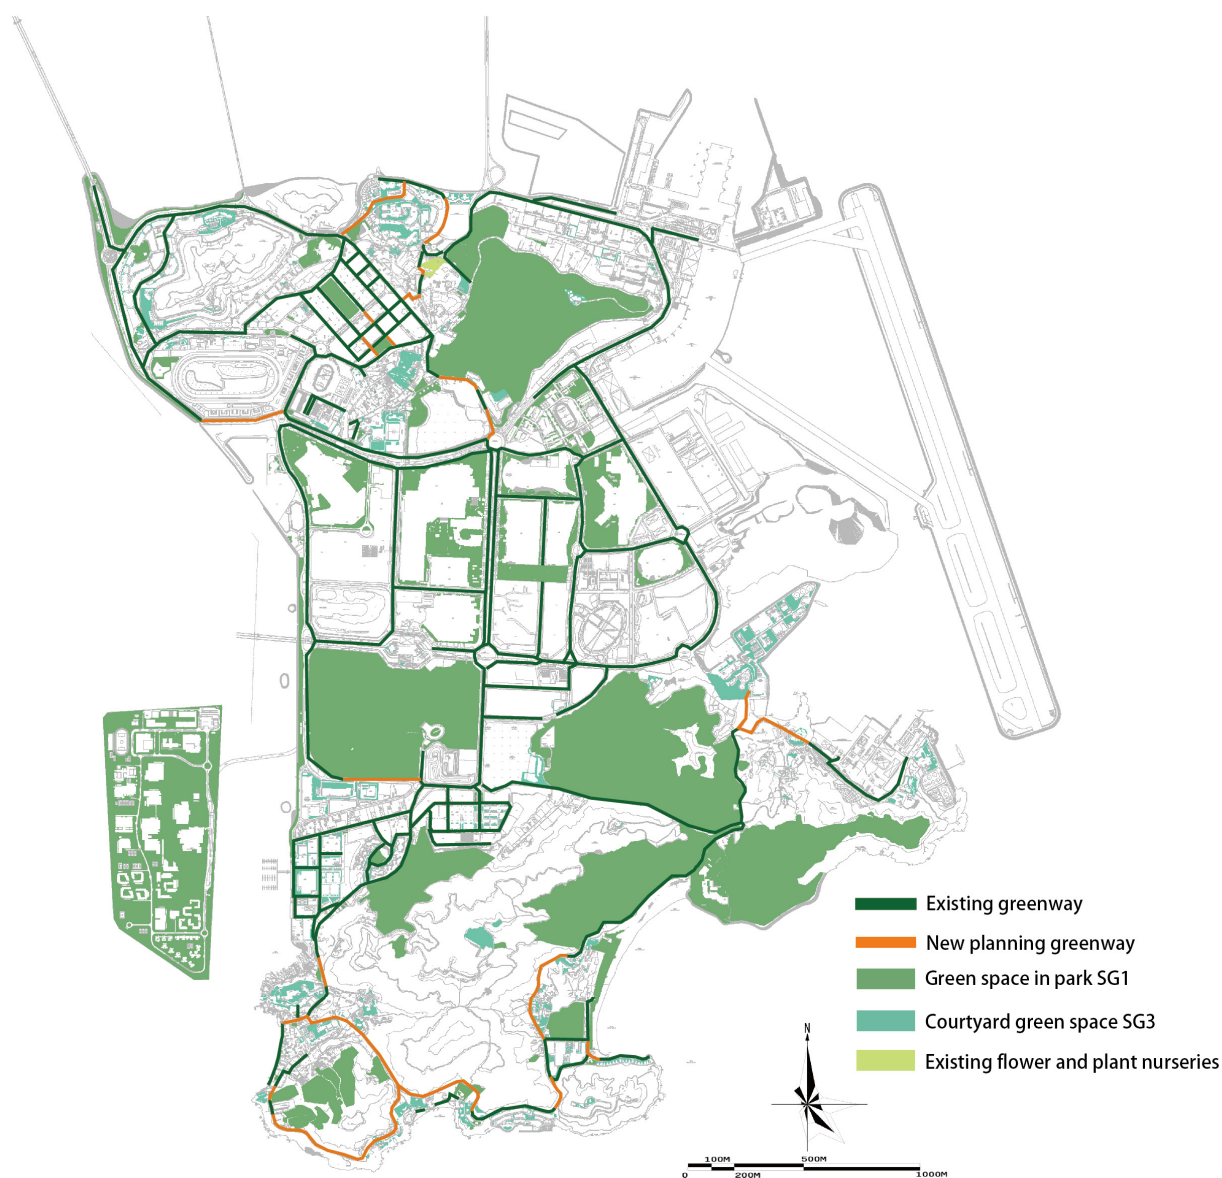 Existing greenway
New planning greenway
Green space in park SG1
Courtyard green space SG3
Existing flower and plant nurseries
N
100M 500M
0 200M 1000M